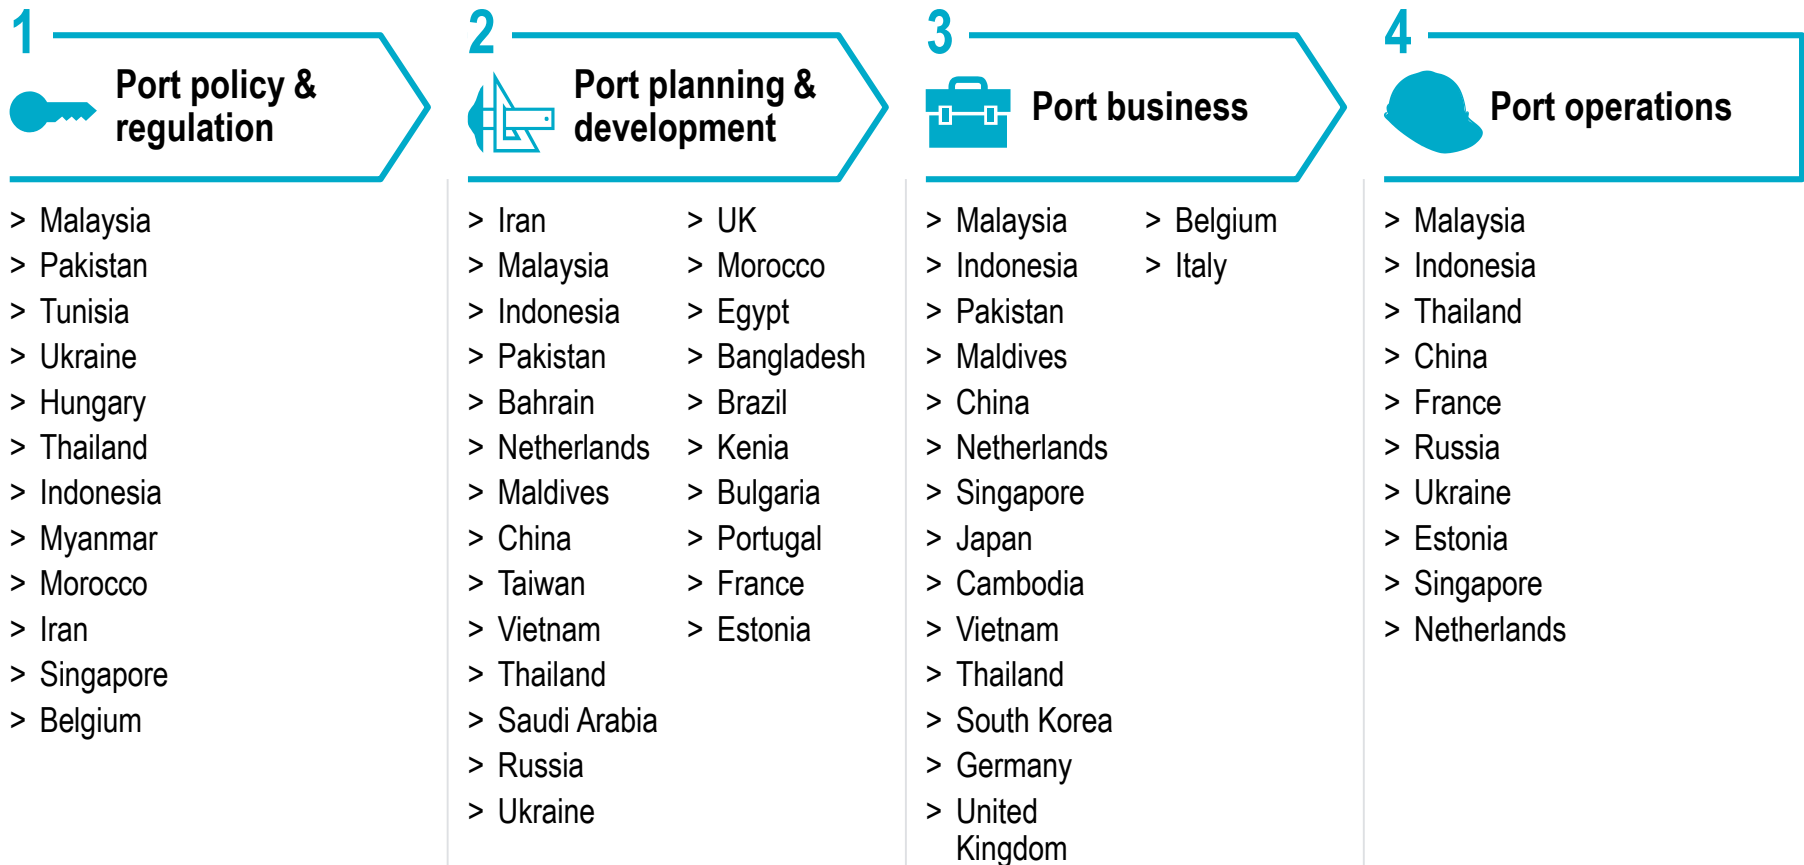 1
Port policy &
regulation
> Malaysia
> Pakistan
> Tunisia
> Ukraine
> Hungary
> Thailand
> Indonesia
> Myanmar
> Morocco
> Iran
> Singapore
> Belgium
2
Port planning &
development
> Iran
> Malaysia
> Indonesia
> Pakistan
> Bahrain
> Netherlands
> Maldives
> China
> Taiwan
> Vietnam
> Thailand
> Saudi Arabia
> Russia
> Ukraine
> UK
> Morocco
> Egypt
> Bangladesh
> Brazil
> Kenia
> Bulgaria
> Portugal
> France
> Estonia
3
Port business
> Malaysia
> Indonesia
> Pakistan
> Maldives
> China
> Netherlands
> Singapore
> Japan
> Cambodia
> Vietnam
> Thailand
> South Korea
> Germany
> United
Kingdom
> Belgium
> Italy
4
Port operations
> Malaysia
> Indonesia
> Thailand
> China
> France
> Russia
> Ukraine
> Estonia
> Singapore
> Netherlands